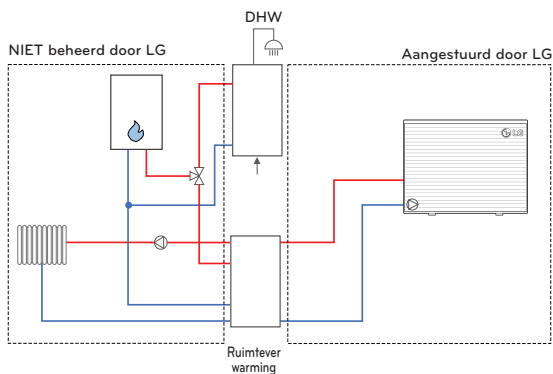 DHW
NIET beheerd door LG
Aangestuurd door LG
LG
Ruimtever
warming